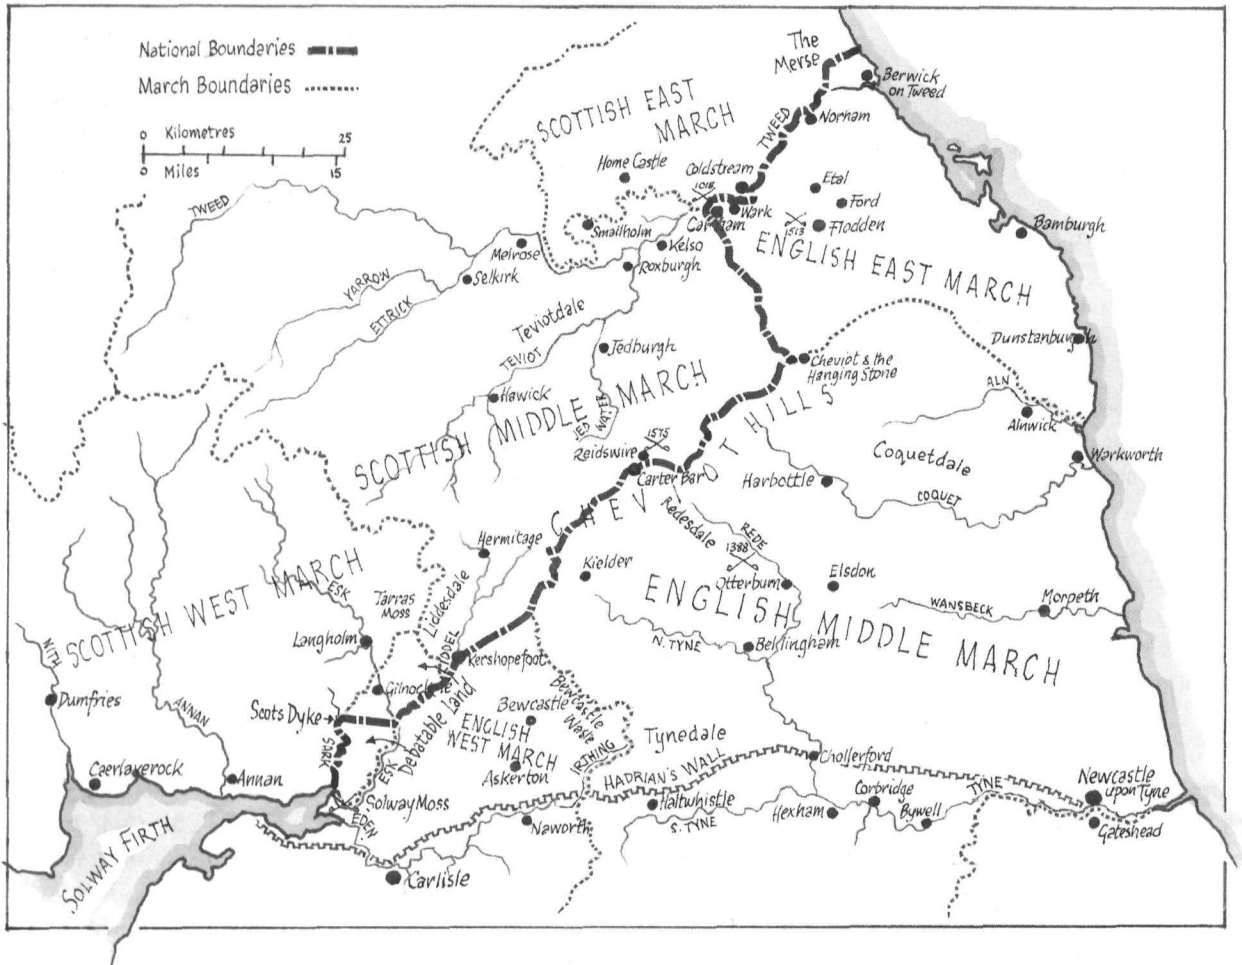 National Boundaries
March Boundaries
0 Kilometres 25
0 Miles 15
The
Merse
Berwick
on Tweed
SCOTTISH EAST
MARCH
TWEED
Norham
Home Castle
Coldstream
1018
Wark
Carham
Etal
Ford
Flodden
1513
Bamburgh
ENGLISH EAST MARCH
TWEED
Smailholm
Kelso
Melrose
Roxburgh
Selkirk
YARROW
ETTRICK
Teviotdale
TEVIOT
Jedburgh
JED
WATER
Hawick
Dunstanburgh
Cheviot & the
Hanging Stone
ALN
Alnwick
SCOTTISH MIDDLE MARCH
CHEVIOT HILLS
Reidswire
1575
Carter Bar
Harbottle
Coquetdale
Warkworth
COQUET
Redesdale
REDE
1388
Otterburn
Elsdon
Hermitage
Kielder
ENGLISH MIDDLE MARCH
WANSBECK
Morpeth
SCOTTISH WEST MARCH
ESK
Tarras
Moss
Liddesdale
LIDDEL
Langholm
Kershopefoot
N. TYNE
Bellingham
NITH
Dumfries
ANNAN
Gilnockie
Scots Dyke
Debatable Land
Bewcastle
Bewcastle
Waste
ENGLISH
WEST MARCH
Askerton
IRTHING
Tynedale
HADRIAN'S WALL
Chollerford
SARK
ESK
Caerlaverock
Annan
Solway Moss
EDEN
Naworth
Haltwhistle
S. TYNE
Hexham
Corbridge
Bywell
TYNE
Newcastle
upon Tyne
Gateshead
SOLWAY FIRTH
Carlisle